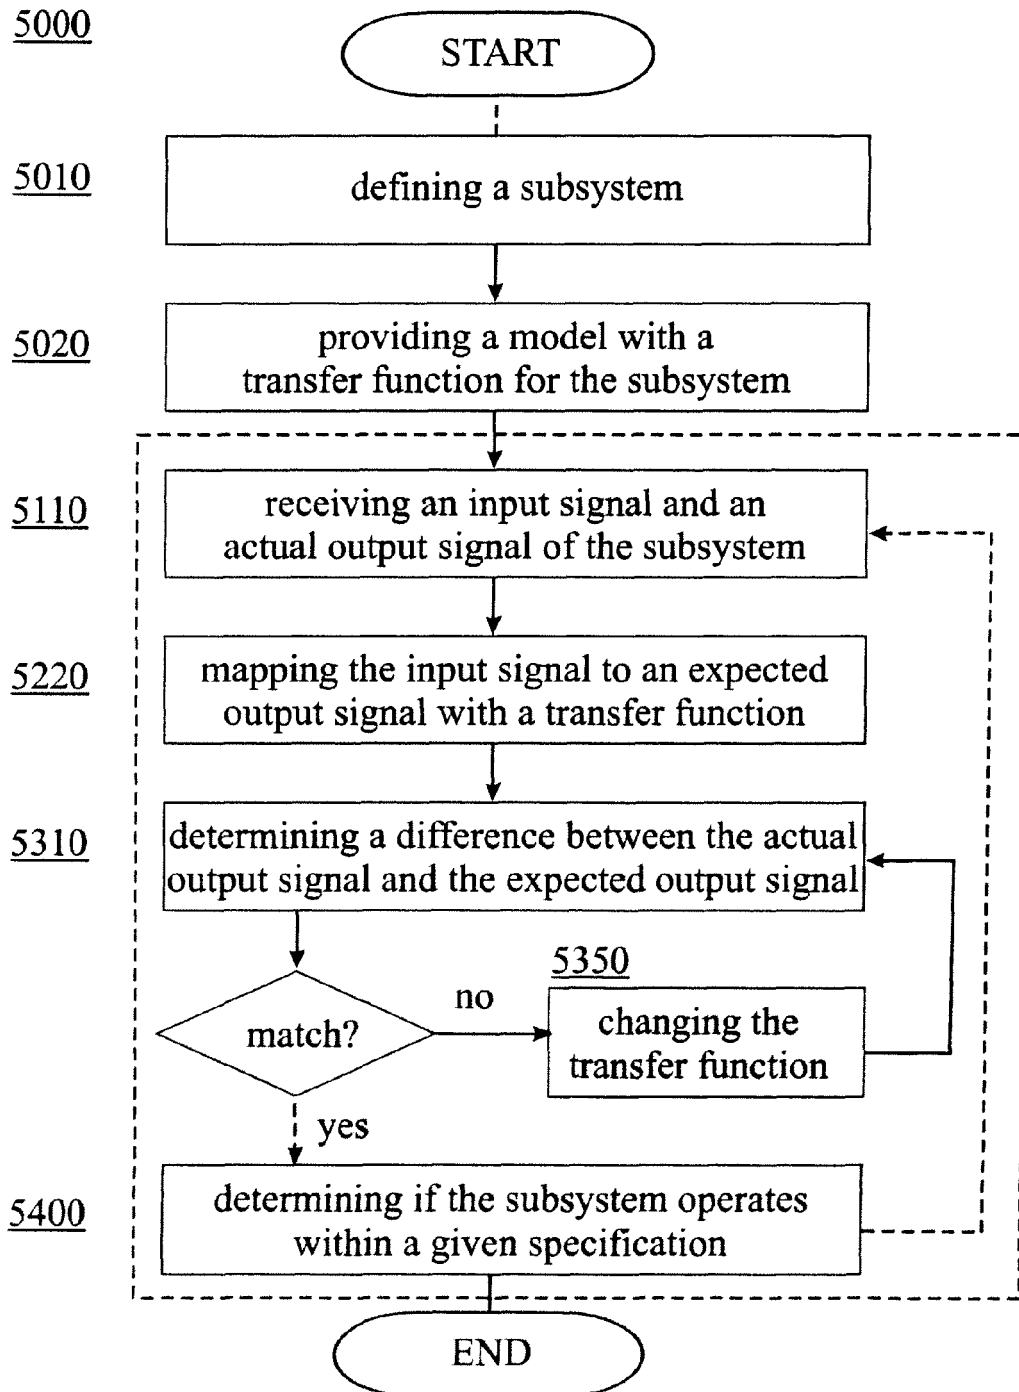 5000
START
5010
defining a subsystem
5020
providing a model with a
transfer function for the subsystem
5110
receiving an input signal and an
actual output signal of the subsystem
5220
mapping the input signal to an expected
output signal with a transfer function
5310
determining a difference between the actual
output signal and the expected output signal
5350
match?
no
changing the
transfer function
yes
5400
determining if the subsystem operates
within a given specification
END